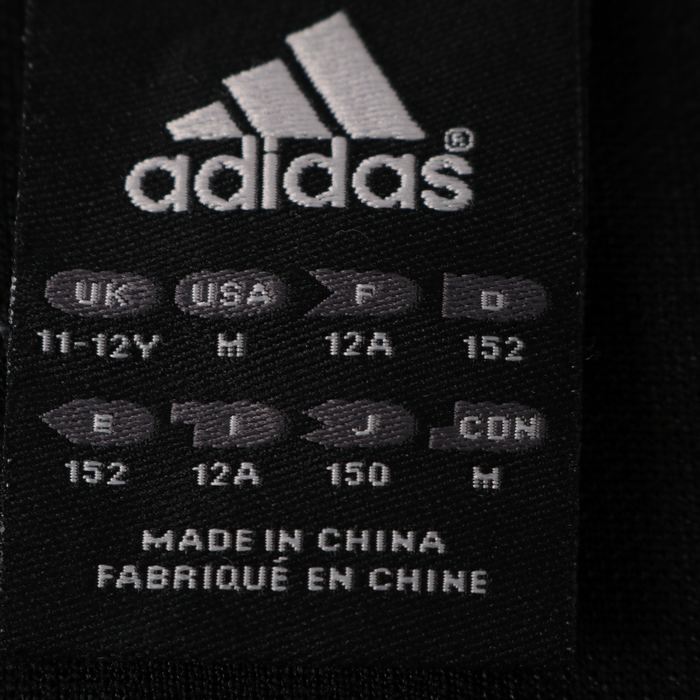 adidas®
UK USA F D
11-12Y M 12A 152
E I J CDN
152 12A 150 M
MADE IN CHINA
FABRIQUÉ EN CHINE